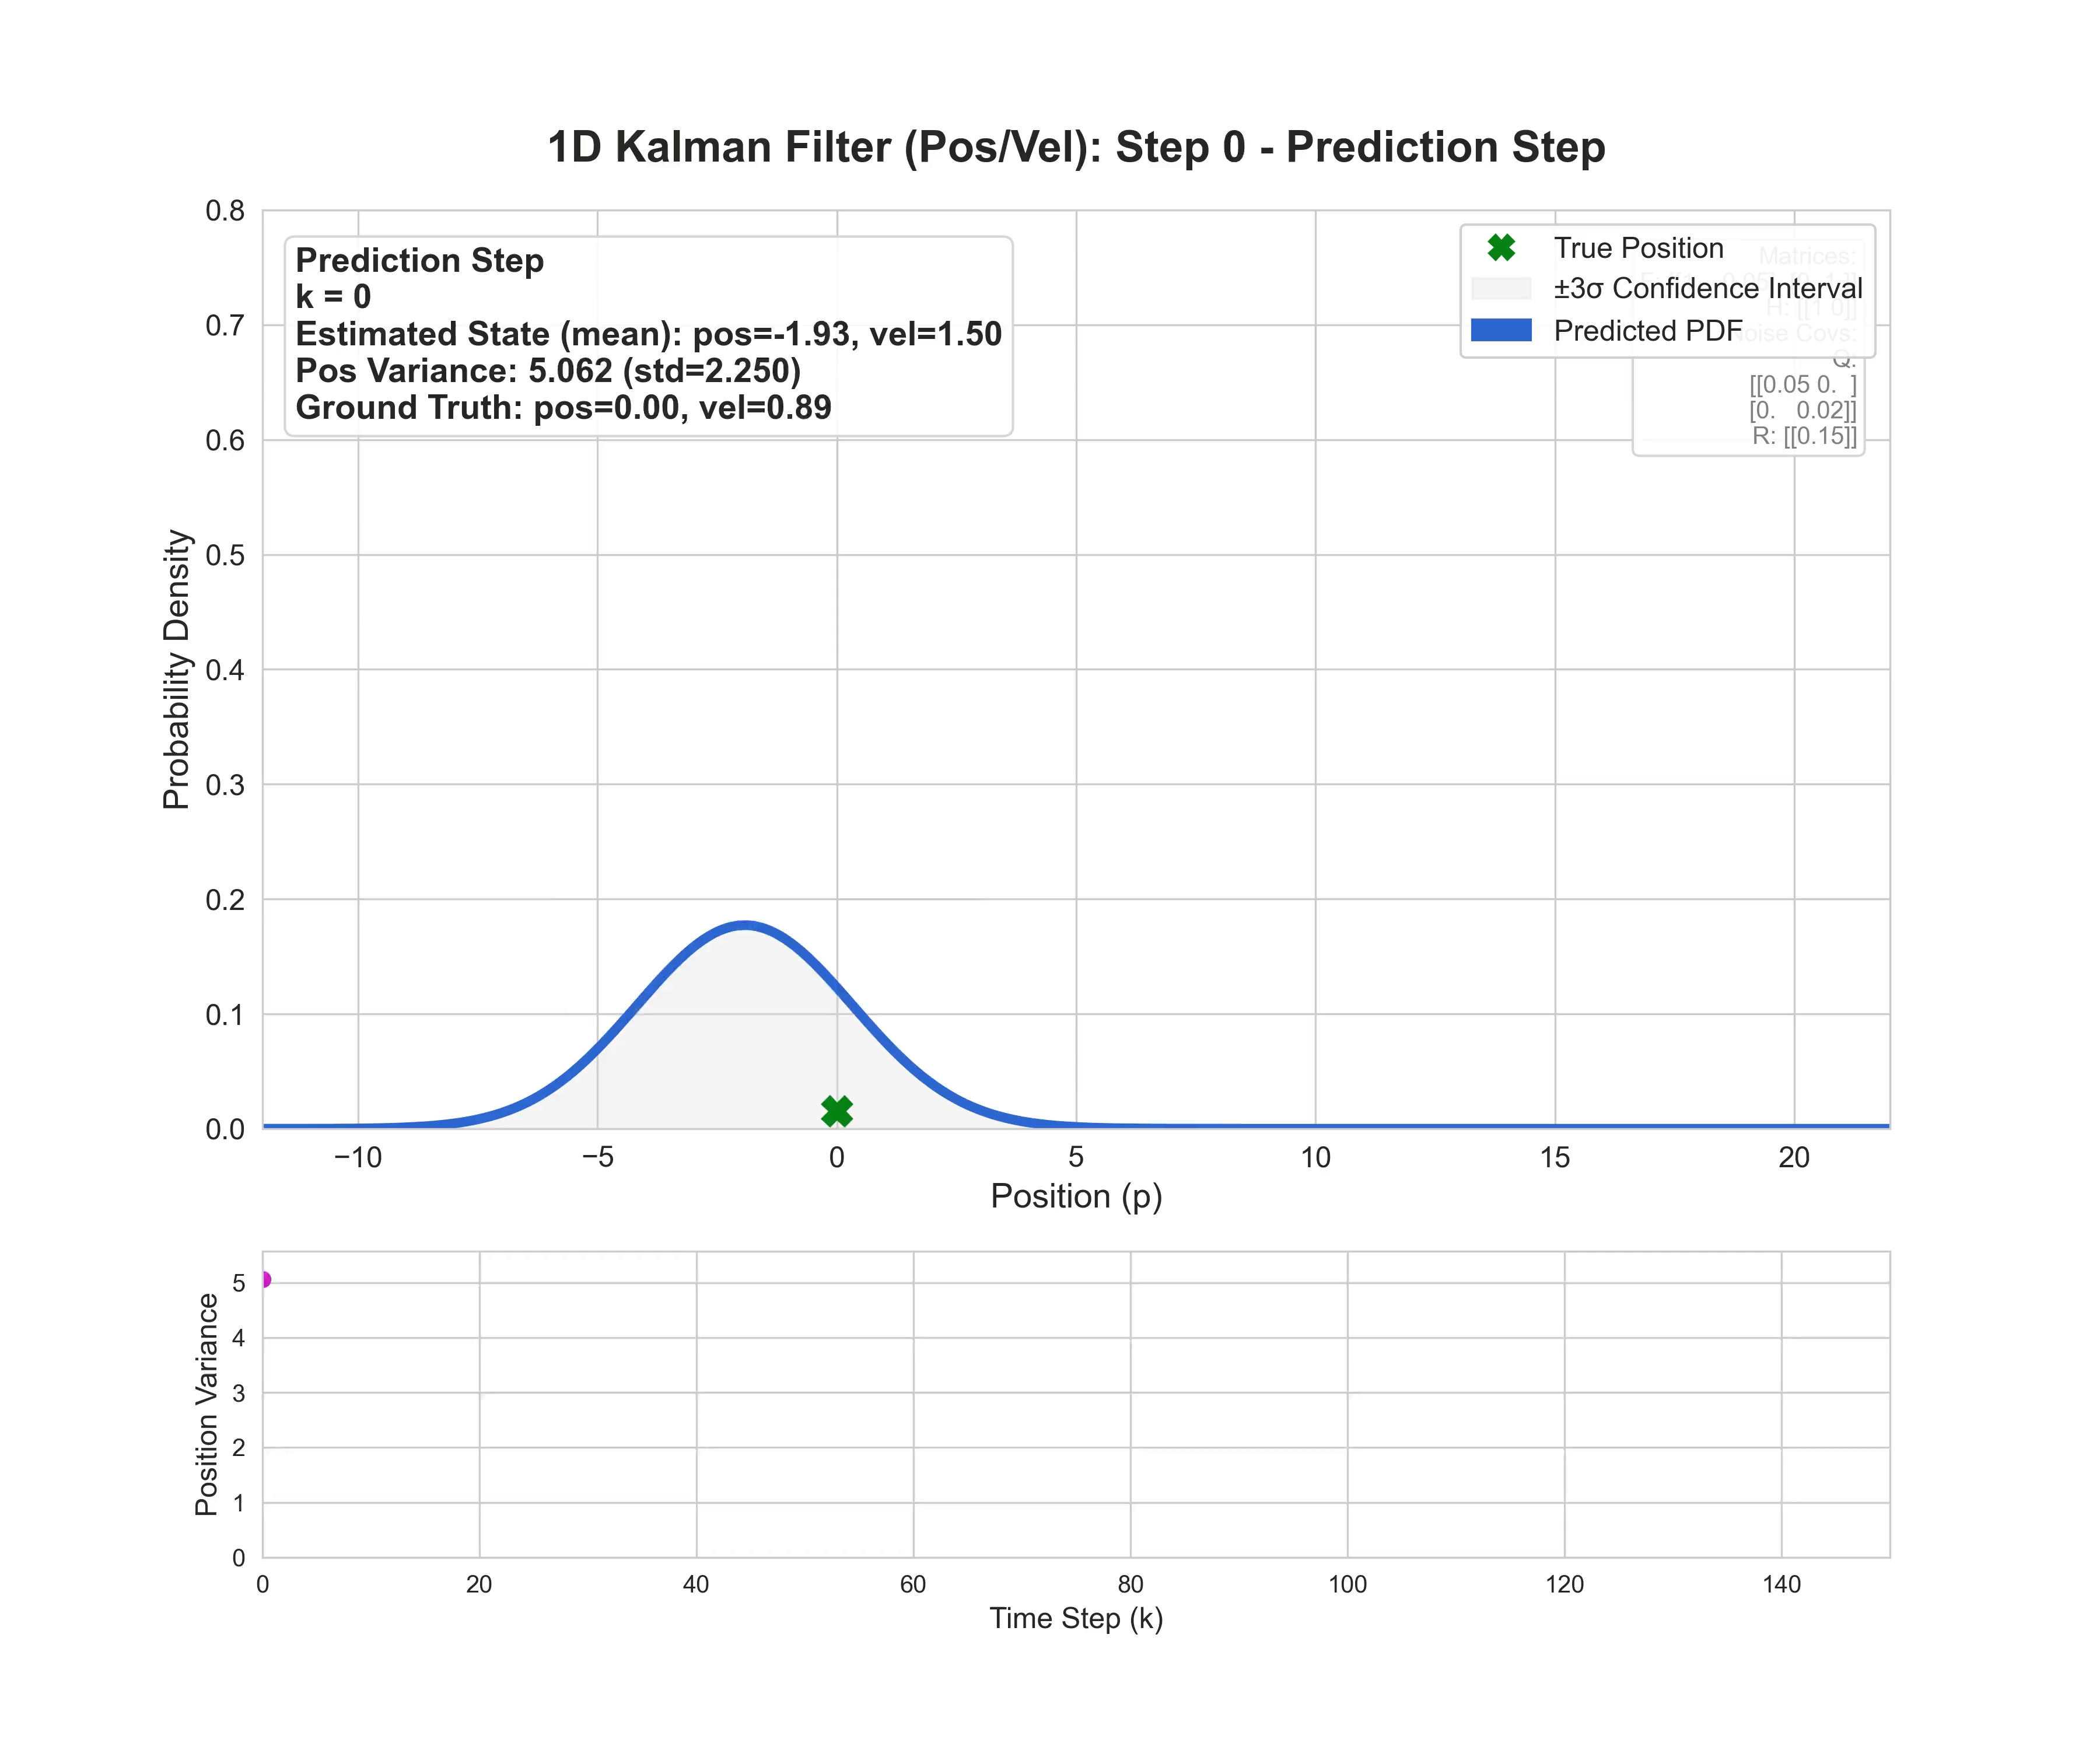 1D Kalman Filter (Pos/Vel): Step 0 - Prediction Step
0.8
0.7
0.6
0.5
0.4
0.3
0.2
0.1
0.0
Probability Density
Prediction Step
k = 0
Estimated State (mean): pos=-1.93, vel=1.50
Pos Variance: 5.062 (std=2.250)
Ground Truth: pos=0.00, vel=0.89
True Position
±3σ Confidence Interval
Predicted PDF
Matrices:
H: [[1 0]]
Noise Covs:
Q:
[[0.05 0. ]
[0. 0.02]]
R: [[0.15]]
−10 −5 0 5 10 15 20
Position (p)
5
4
3
2
1
0
Position Variance
0 20 40 60 80 100 120 140
Time Step (k)